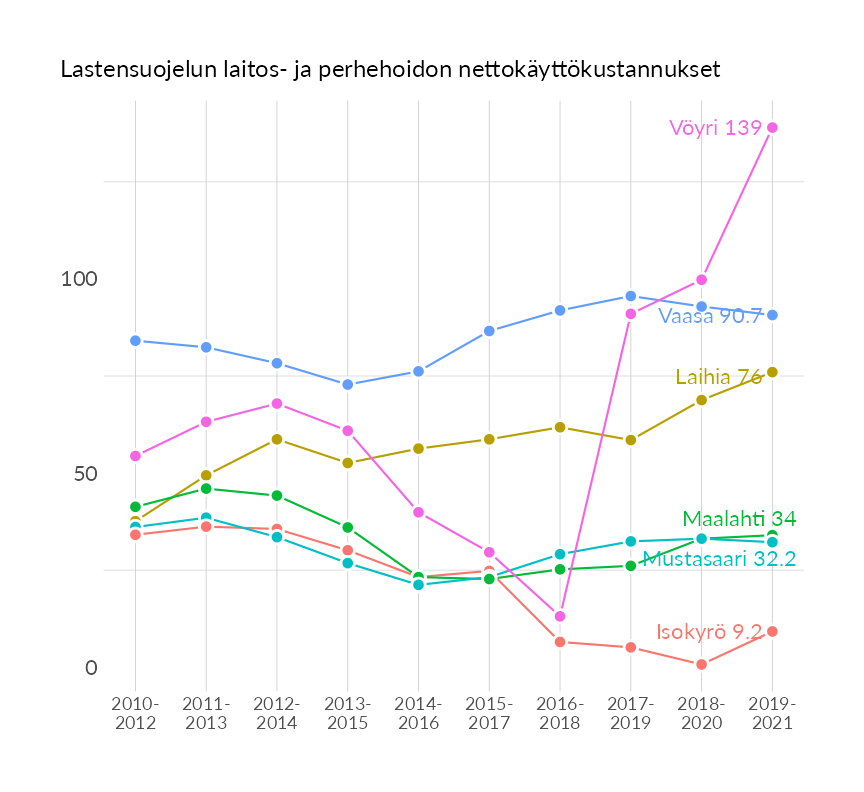 Lastensuojelun laitos- ja perhehoidon nettokäyttökustannukset
Vöyri 139
100
Vaasa 90.7
Laihia 76
50
Maalahti 34
Mustasaari 32.2
Isokyrö 9.2
0
2010- 2011- 2012- 2013- 2014- 2015- 2016- 2017- 2018- 2019-
2012 2013 2014 2015 2016 2017 2018 2019 2020 2021